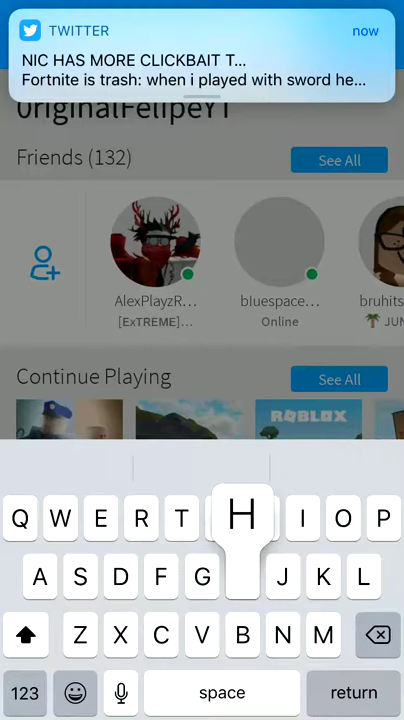 TWITTER
now
NIC HAS MORE CLICKBAIT T...
Fortnite is trash: when i played with sword he...
0riginalFelipeYT
Friends (132)
See All
AlexPlayzR...
bluespace...
bruhits
[ExTREME]...
Online
🌴 JUN
Continue Playing
See All
ROBLOX
Q W E R T H I O P
A S D F G J K L
Z X C V B N M
123
space
return